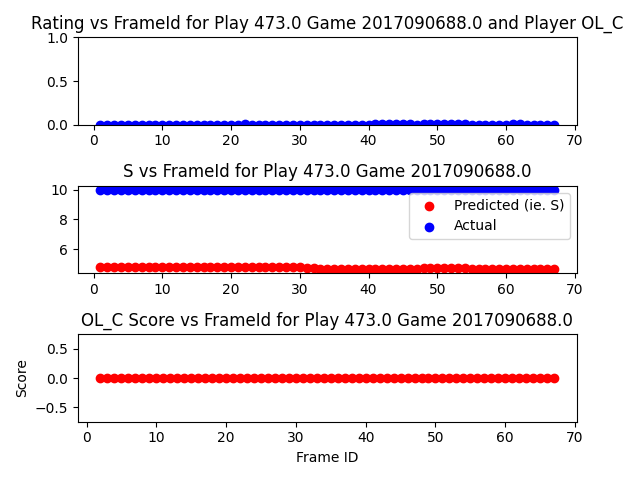 Rating vs FrameId for Play 473.0 Game 2017090688.0 and Player OL_C
1.0
0.5
0.0
0 10 20 30 40 50 60 70
S vs FrameId for Play 473.0 Game 2017090688.0
10
8
6
Predicted (ie. S)
Actual
0 10 20 30 40 50 60 70
OL_C Score vs FrameId for Play 473.0 Game 2017090688.0
Score
0.5
0.0
−0.5
0 10 20 30 40 50 60 70
Frame ID